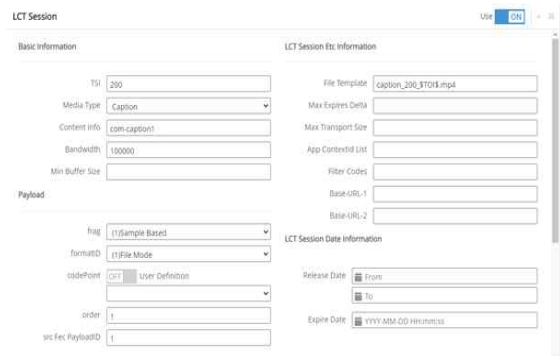 LCT Session
Use ON
Basic Information
TSI 200
Media Type Caption
Content Info com-caption1
Bandwidth 100000
Min Buffer Size
Payload
frag (1)Sample Based
formatID (1)File Mode
codePoint OFF User Definition
order 1
src Fec PayloadID 1
LCT Session Etc Information
File Template caption_200_$TOI$.mp4
Max Expires Delta
Max Transport Size
App ContextId List
Filter Codes
Base-URL-1
Base-URL-2
LCT Session Date Information
Release Date From
To
Expire Date YYYY-MM-DD HH:mm:ss